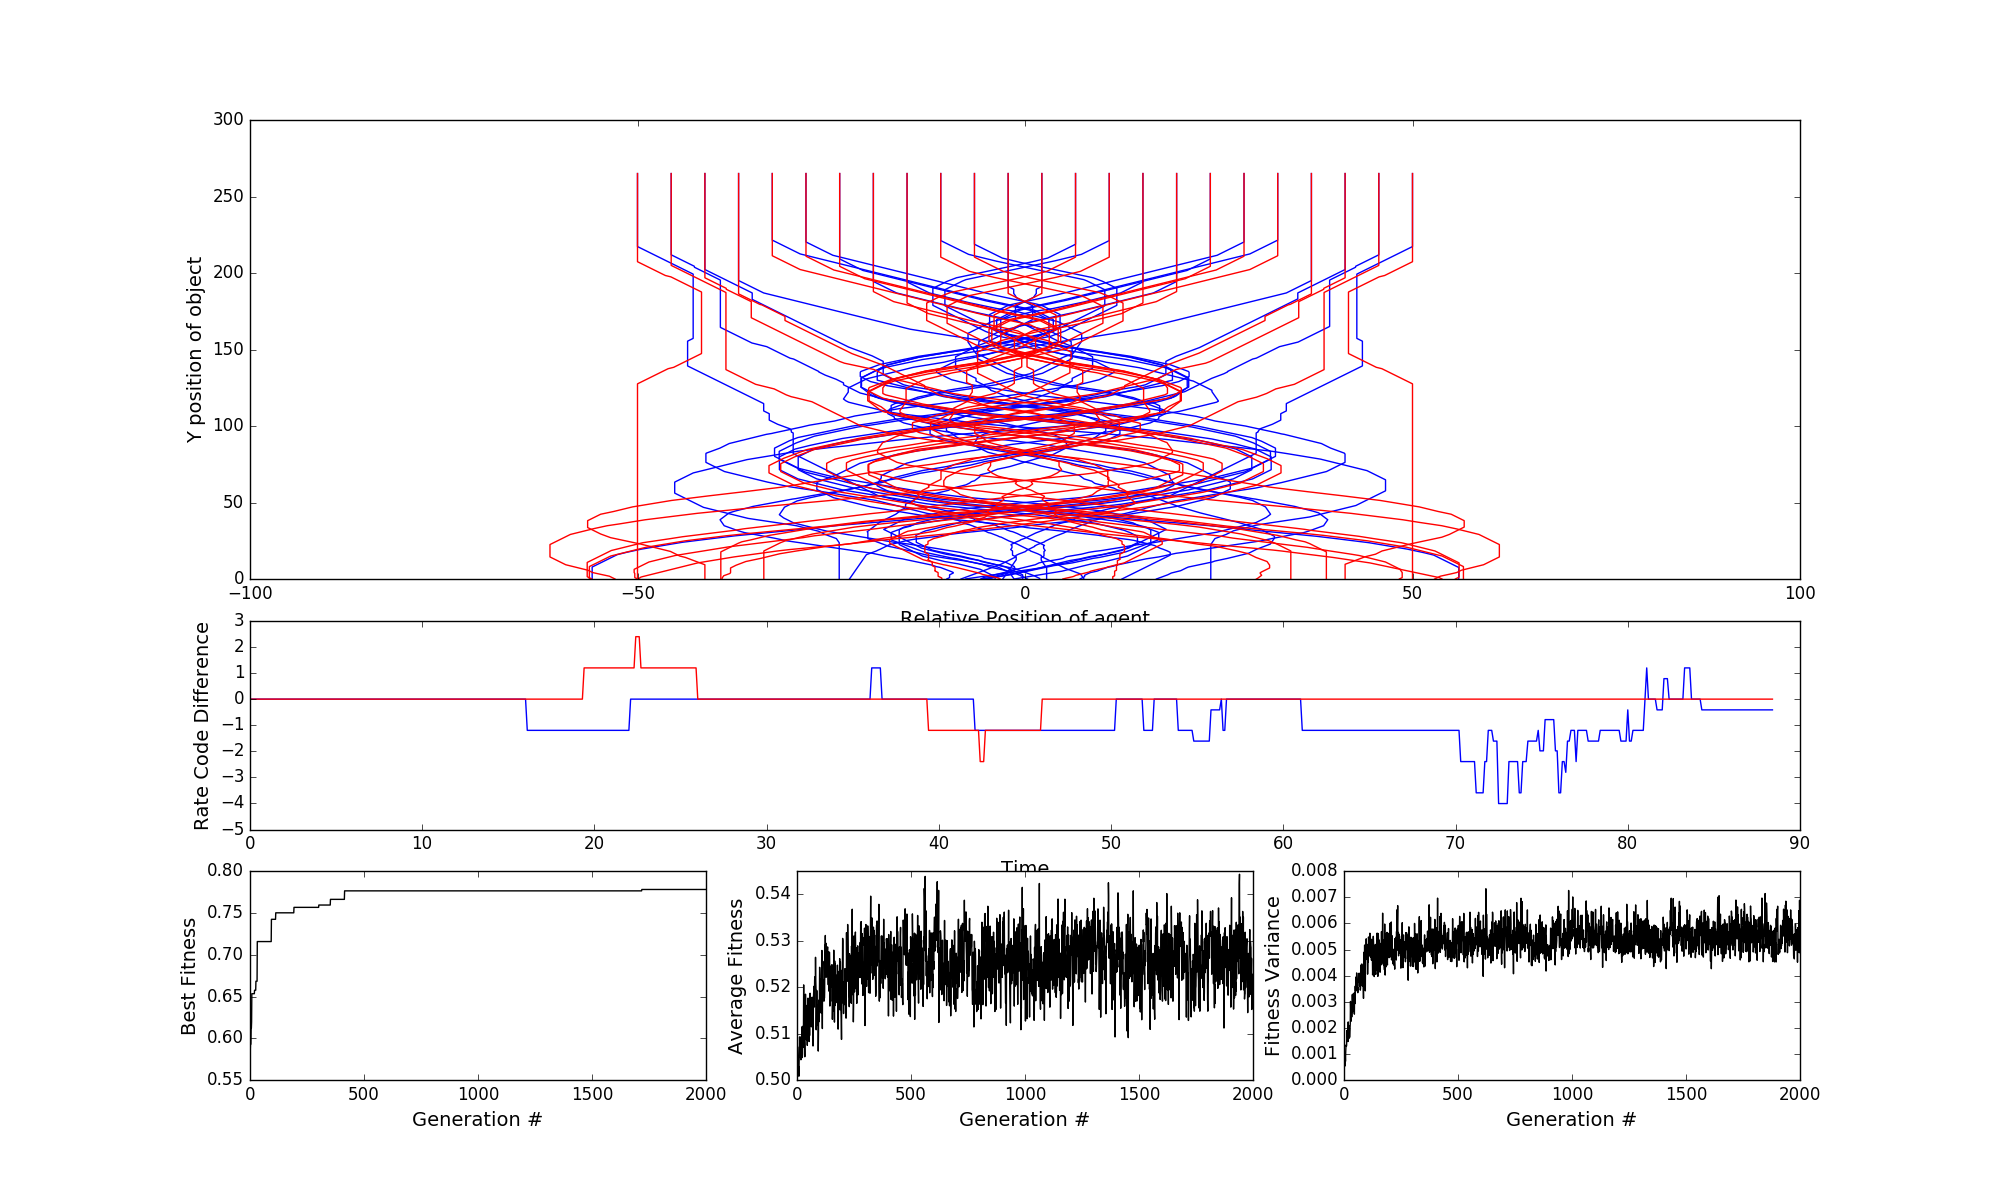 300
250
200
150
100
50
0
Y position of object
−100 −50 0 50 100
Relative Position of agent
3
2
1
0
−1
−2
−3
−4
−5
Rate Code Difference
0 10 20 30 40 50 60 70 80 90
Time
0.80
0.75
0.70
0.65
0.60
0.55
Best Fitness
0 500 1000 1500 2000
Generation #
0.54
0.53
0.52
0.51
0.50
Average Fitness
0 500 1000 1500 2000
Generation #
0.008
0.007
0.006
0.005
0.004
0.003
0.002
0.001
0.000
Fitness Variance
0 500 1000 1500 2000
Generation #